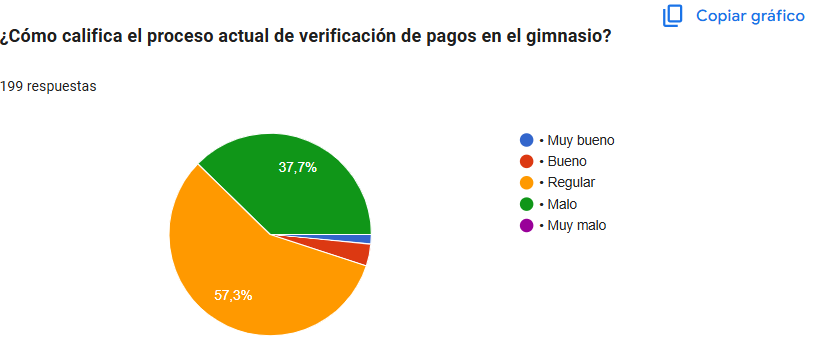 Copiar gráfico
¿Cómo califica el proceso actual de verificación de pagos en el gimnasio?
199 respuestas
• Muy bueno
• Bueno
• Regular
• Malo
• Muy malo
37,7%
57,3%